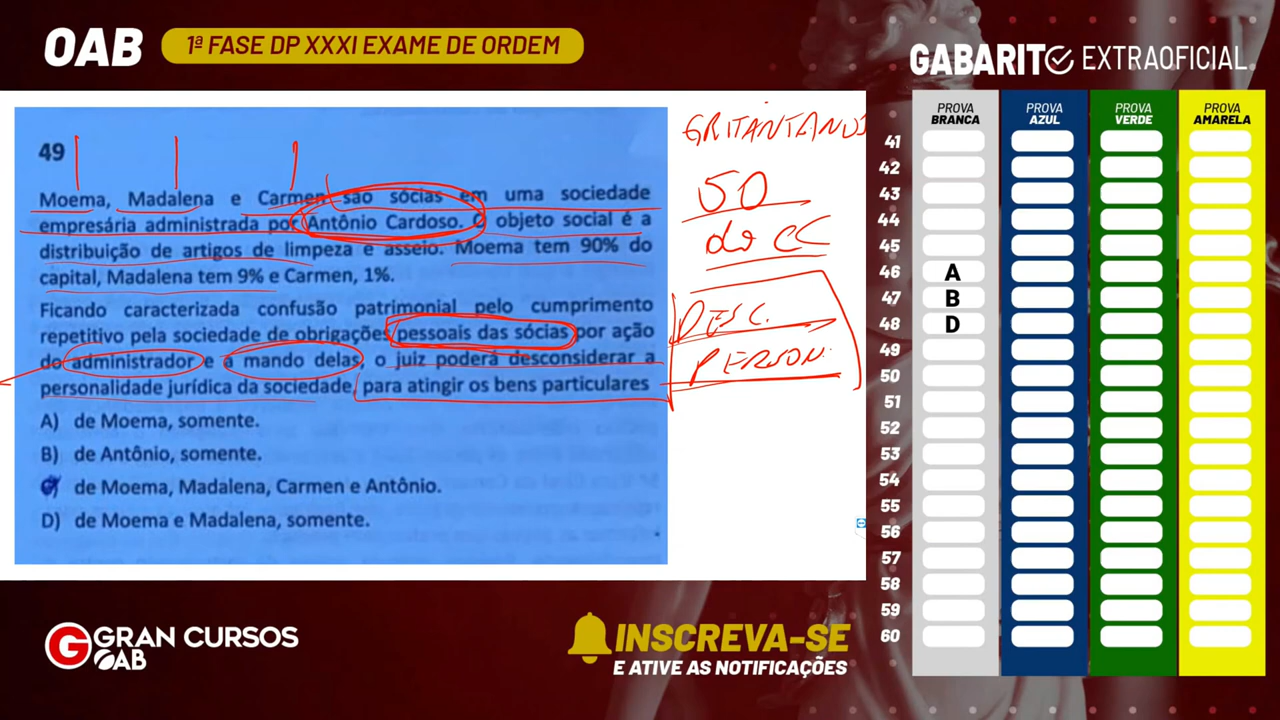 OAB
1ª FASE DP XXXI EXAME DE ORDEM
GABARITO EXTRAOFICIAL
49
Moema, Madalena e Carmen são sócias em uma sociedade
empresária administrada por Antônio Cardoso. O objeto social é a
distribuição de artigos de limpeza e asseio. Moema tem 90% do
capital, Madalena tem 9% e Carmen, 1%.
Ficando caracterizada confusão patrimonial pelo cumprimento
repetitivo pela sociedade de obrigações pessoais das sócias por ação
do administrador e a mando delas, o juiz poderá desconsiderar a
personalidade jurídica da sociedade, para atingir os bens particulares
A) de Moema, somente.
B) de Antônio, somente.
de Moema, Madalena, Carmen e Antônio.
D) de Moema e Madalena, somente.
50
do CC
DESC.
PERSON.
PROVA BRANCA
PROVA AZUL
PROVA VERDE
PROVA AMARELA
41
42
43
44
45
46 A
47 B
48 D
49
50
51
52
53
54
55
56
57
58
59
60
G GRAN CURSOS
OAB
INSCREVA-SE
E ATIVE AS NOTIFICAÇÕES